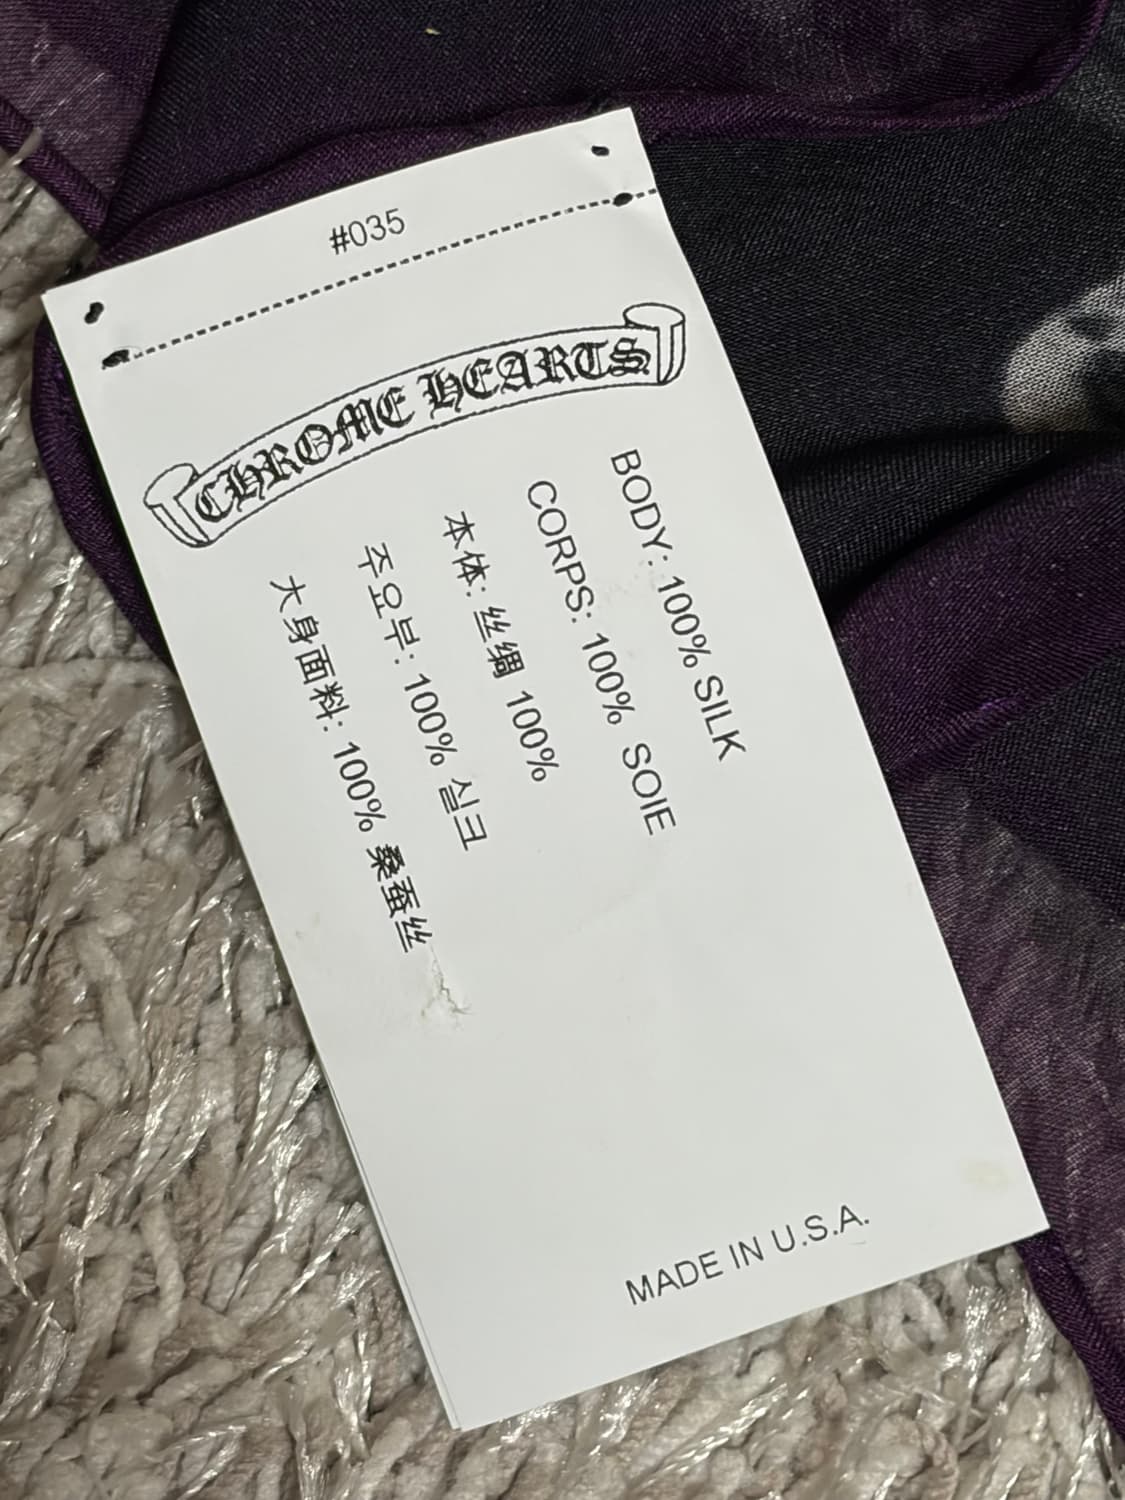 #035
CHROME HEARTS
BODY: 100% SILK
CORPS: 100% SOIE
本体: 丝绸 100%
주요부: 100% 실크
大身面料: 100% 桑蚕丝
MADE IN U.S.A.